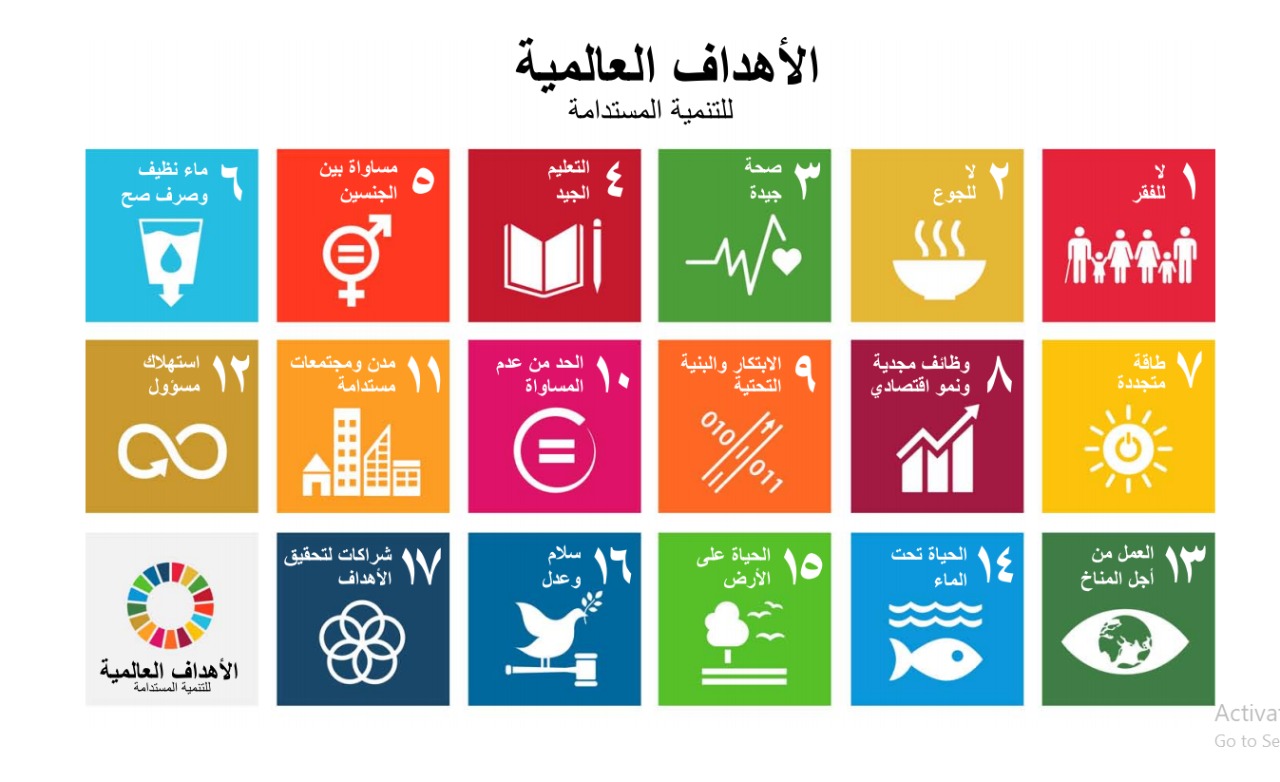 الأهداف العالمية
للتنمية المستدامة
١ لا
للفقر
٢ لا
للجوع
٣ صحة
جيدة
٤ التعليم
الجيد
٥ مساواة بين
الجنسين
٦ ماء نظيف
وصرف صح
٧ طاقة
متجددة
٨ وظائف مجدية
ونمو اقتصادي
٩ الابتكار والبنية
التحتية
010
011
١٠ الحد من عدم
المساواة
١١ مدن ومجتمعات
مستدامة
١٢ استهلاك
مسؤول
١٣ العمل من
أجل المناخ
١٤ الحياة تحت
الماء
١٥ الحياة على
الأرض
١٦ سلام
وعدل
١٧ شراكات لتحقيق
الأهداف
الأهداف العالمية
للتنمية المستدامة
Activa
Go to Se